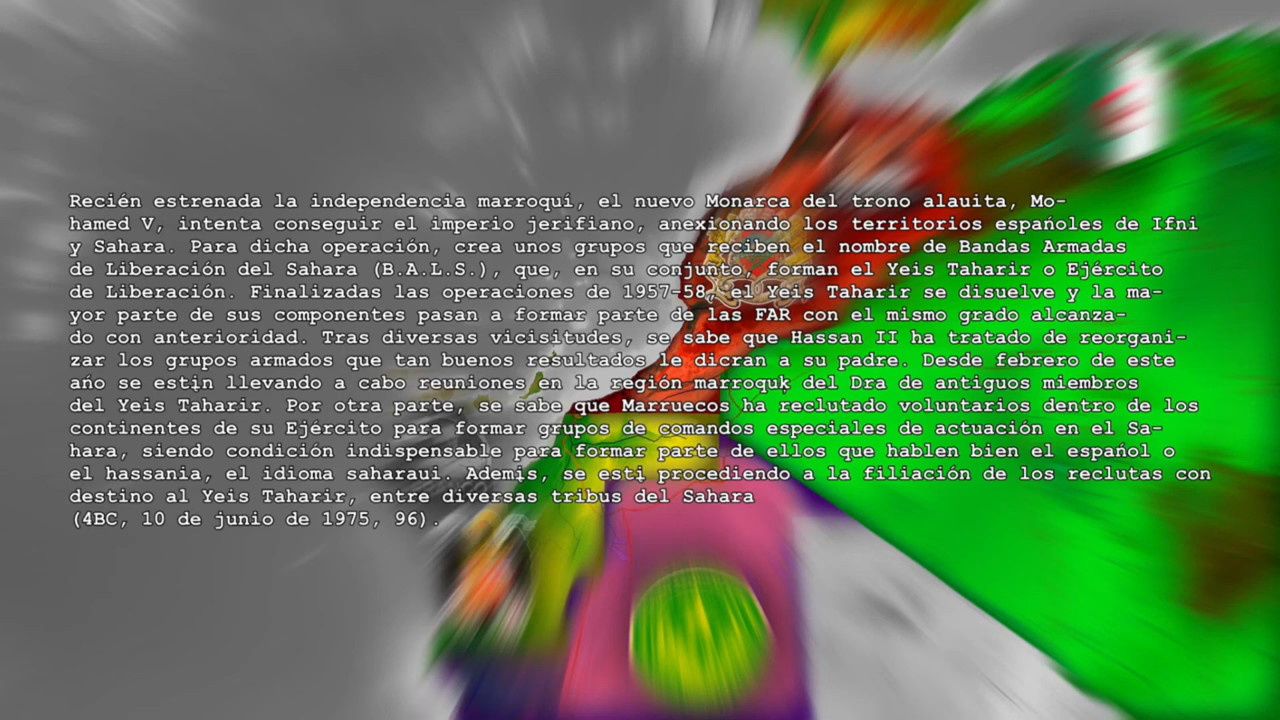 Recién estrenada la independencia marroquí, el nuevo Monarca del trono alauita, Mo-
hamed V, intenta conseguir el imperio jerifiano, anexionando los territorios españoles de Ifni
y Sahara. Para dicha operación, crea unos grupos que reciben el nombre de Bandas Armadas
de Liberación del Sahara (B.A.L.S.), que, en su conjunto, forman el Yeis Taharir o Ejército
de Liberación. Finalizadas las operaciones de 1957-58, el Yeis Taharir se disuelve y la ma-
yor parte de sus componentes pasan a formar parte de las FAR con el mismo grado alcanza-
do con anterioridad. Tras diversas vicisitudes, se sabe que Hassan II ha tratado de reorgani-
zar los grupos armados que tan buenos resultados le dicran a su padre. Desde febrero de este
año se estįn llevando a cabo reuniones en la región marroquķ del Dra de antiguos miembros
del Yeis Taharir. Por otra parte, se sabe que Marruecos ha reclutado voluntarios dentro de los
continentes de su Ejército para formar grupos de comandos especiales de actuación en el Sa-
hara, siendo condición indispensable para formar parte de ellos que hablen bien el español o
el hassania, el idioma saharaui. Ademįs, se estį procediendo a la filiación de los reclutas con
destino al Yeis Taharir, entre diversas tribus del Sahara
(4BC, 10 de junio de 1975, 96).